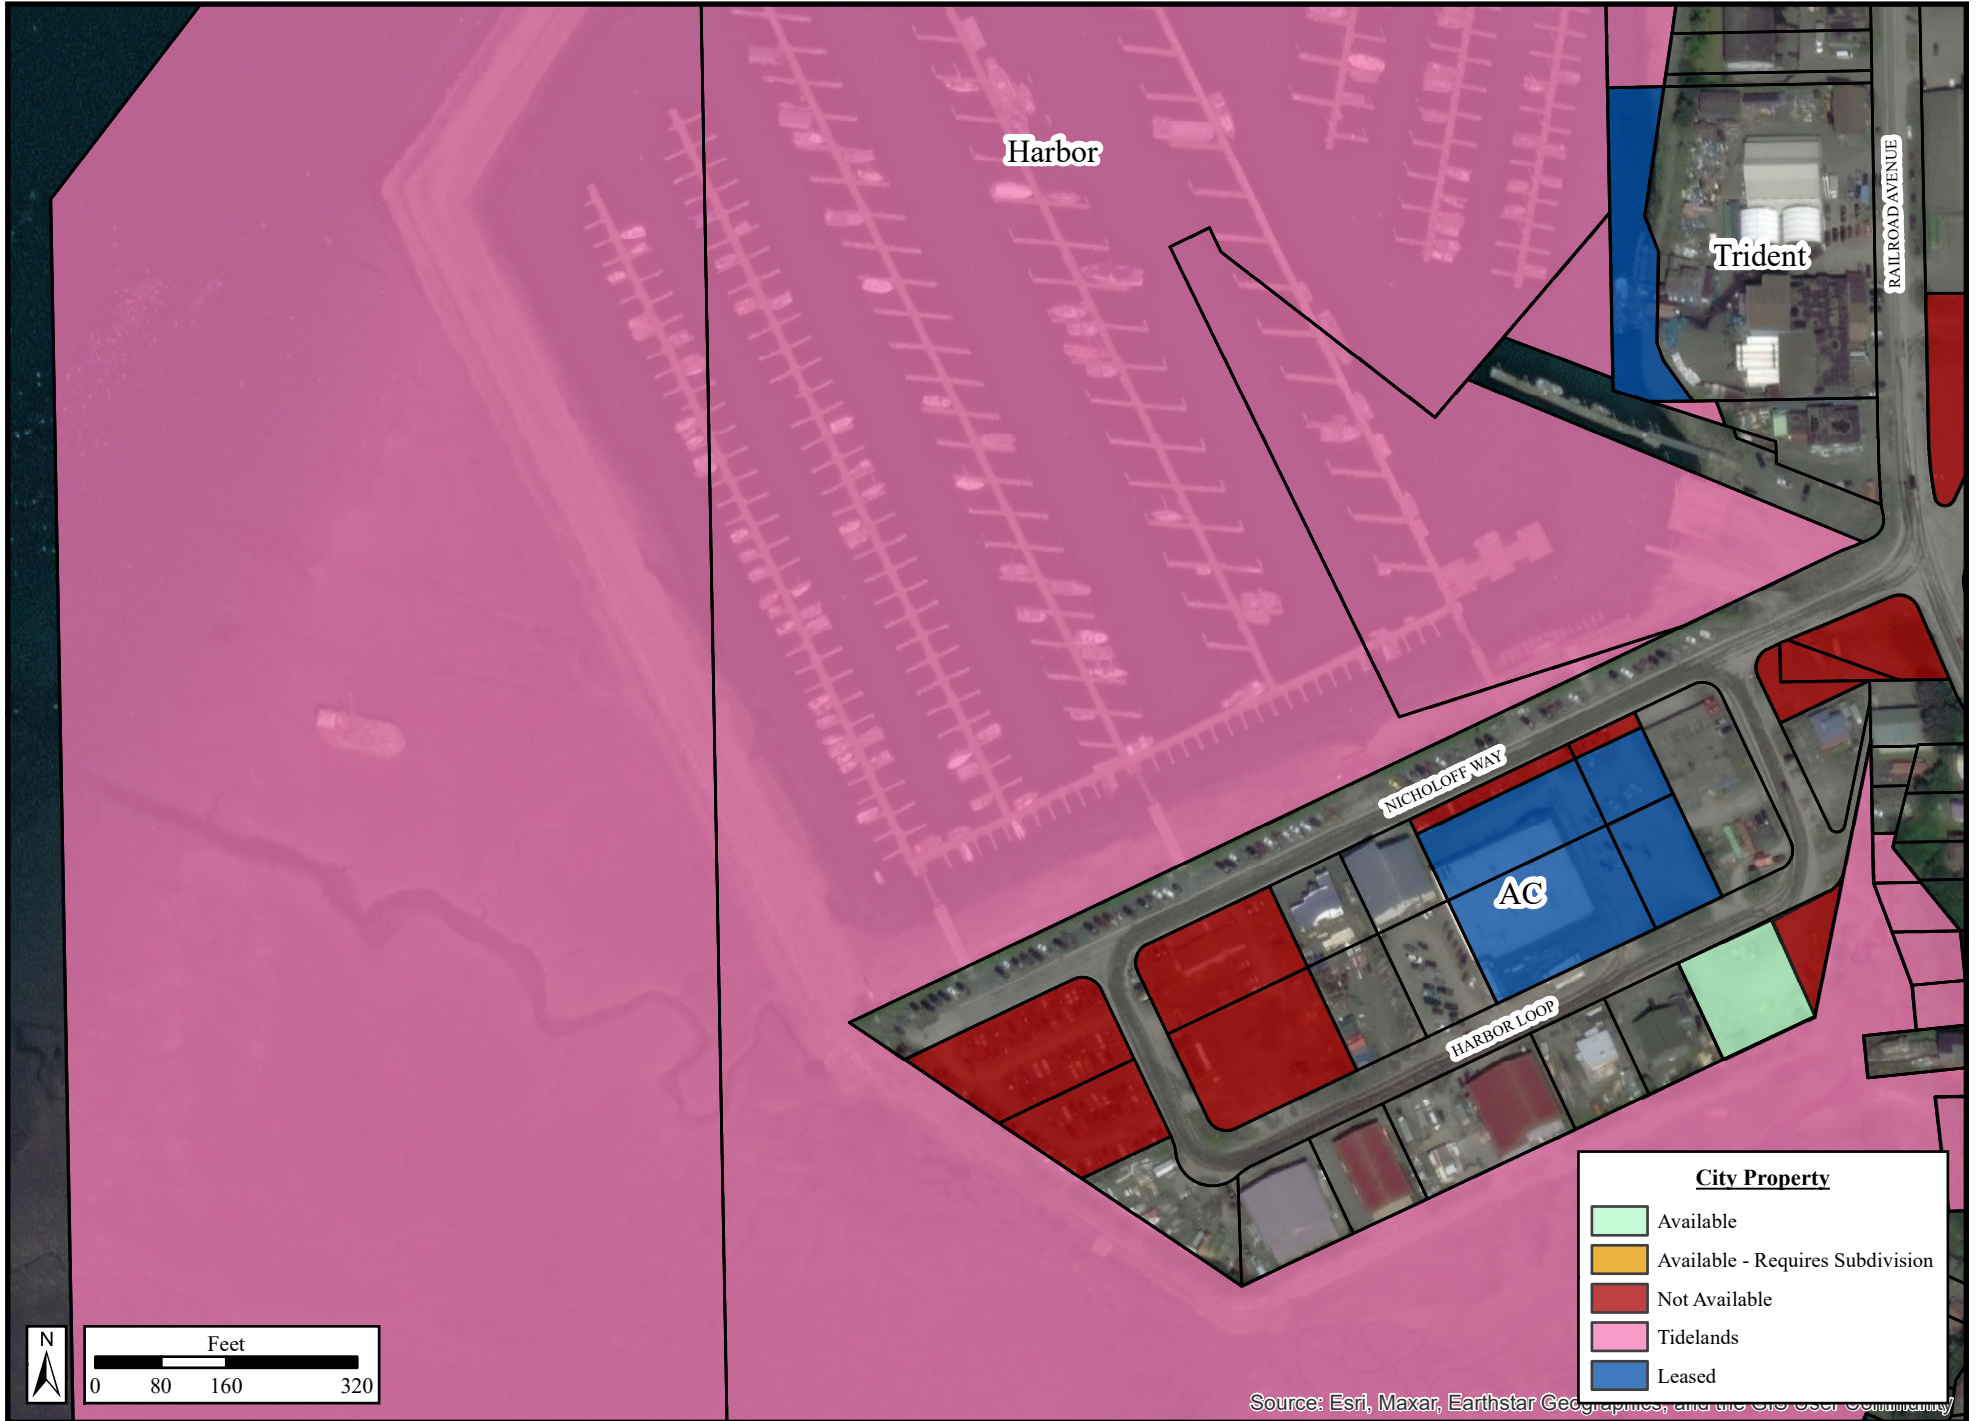 Harbor
Trident
RAILROAD AVENUE
NICHOLOFF WAY
AC
HARBOR LOOP
City Property
Available
Available - Requires Subdivision
Not Available
Tidelands
Leased
N
Feet
0 80 160 320
Source: Esri, Maxar, Earthstar Geographics, and the GIS User Community